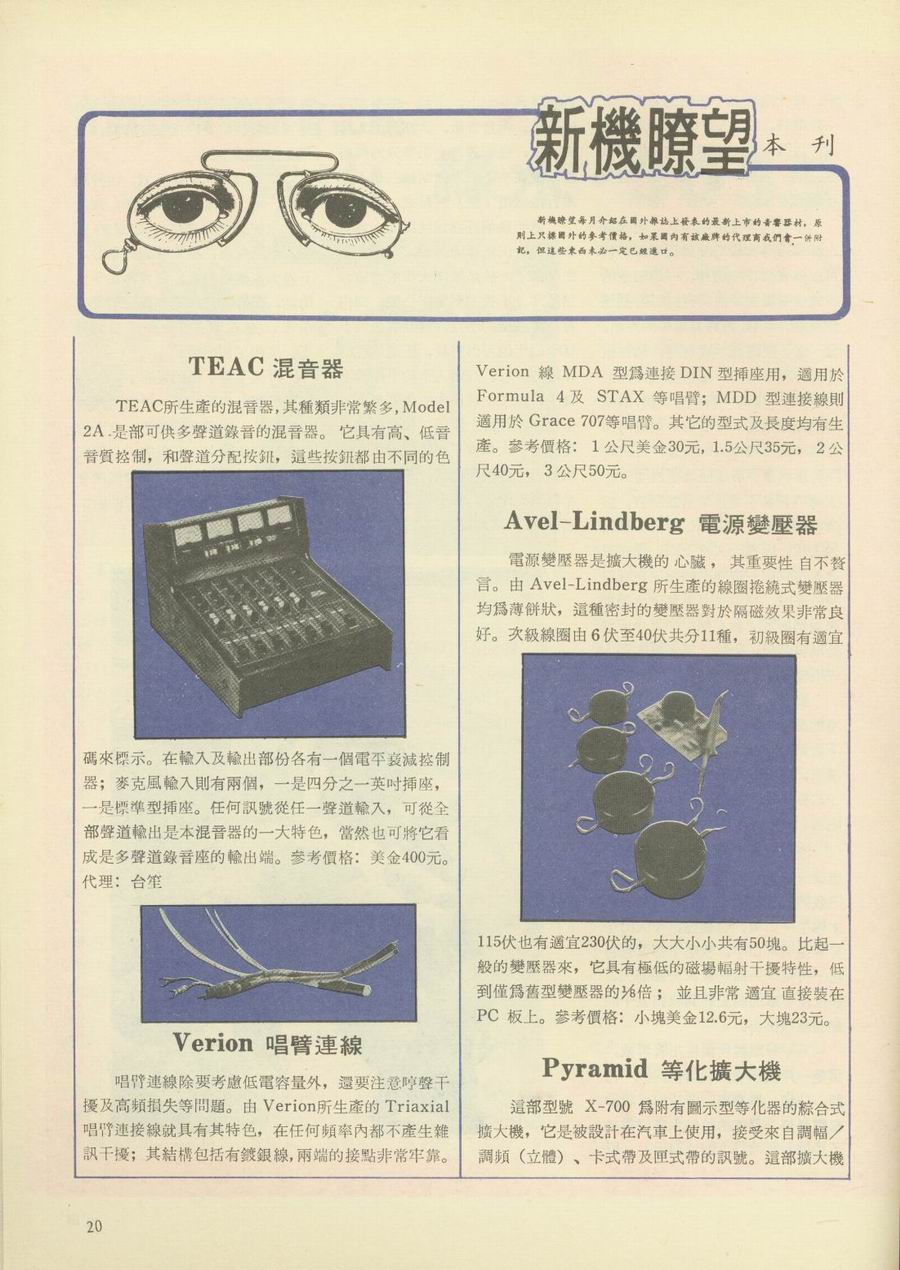 新機瞭望
本刊
新機瞭望每月介紹在國外雜誌上發表的最新上市的音響器材，原
則上只標國外的參考價格，如果國內有該廠牌的代理商我們會一併附
記，但這些東西未必一定已經進口。
TEAC 混音器
TEAC所生產的混音器，其種類非常繁多，Model
2A 是部可供多聲道錄音的混音器。 它具有高、低音
音質控制，和聲道分配按鈕，這些按鈕都由不同的色
碼來標示。在輸入及輸出部份各有一個電平衰減控制
器；麥克風輸入則有兩個，一是四分之一英吋插座，
一是標準型插座。任何訊號從任一聲道輸入，可從全
部聲道輸出是本混音器的一大特色，當然也可將它看
成是多聲道錄音座的輸出端。參考價格：美金400元。
代理：台笙
Verion 唱臂連線
唱臂連線除要考慮低電容量外，還要注意哼聲干
擾及高頻損失等問題。由 Verion所生產的 Triaxial
唱臂連接線就具有其特色，在任何頻率內都不產生雜
訊干擾；其結構包括有鍍銀線，兩端的接點非常牢靠。
Verion 線 MDA 型爲連接 DIN 型揷座用，適用於
Formula 4 及 STAX 等唱臂；MDD 型連接線則
適用於 Grace 707等唱臂。其它的型式及長度均有生
產。參考價格： 1 公尺美金30元，1.5公尺35元， 2 公
尺40元， 3 公尺50元。
Avel-Lindberg 電源變壓器
電源變壓器是擴大機的 心臟 ， 其重要性 自不贅
言。由 Avel-Lindberg 所生產的線圈捲繞式變壓器
均爲薄餅狀，這種密封的變壓器對於隔磁效果非常良
好。次級線圈由 6 伏至40伏共分11種，初級圈有適宜
115伏也有適宜230伏的，大大小小共有50塊。比起一
般的變壓器來，它具有極低的磁場輻射干擾特性，低
到僅爲舊型變壓器的⅙倍； 並且非常 適宜 直接裝在
PC 板上。參考價格：小塊美金12.6元，大塊23元。
Pyramid 等化擴大機
這部型號 X-700 爲附有圖示型等化器的綜合式
擴大機，它是被設計在汽車上使用，接受來自調幅／
調頻（立體）、卡式帶及匣式帶的訊號。這部擴大機
20